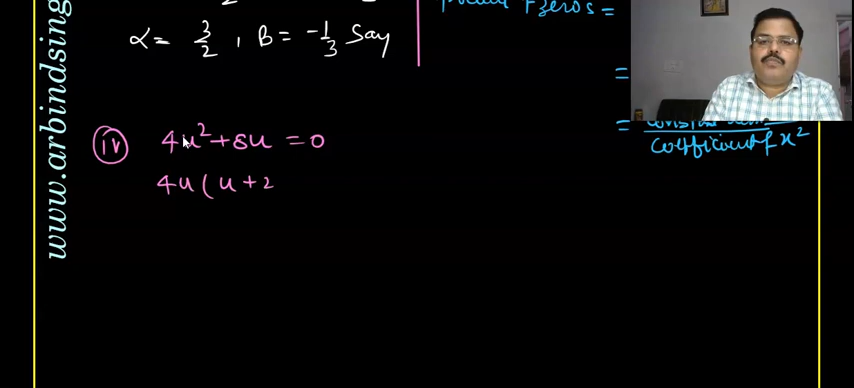 www.arbindsing
α = 3/2 , B = -1/3 Say
(iv) 4u² + 8u = 0
4u ( u + 2
zeros =
=
= coefficient of x²